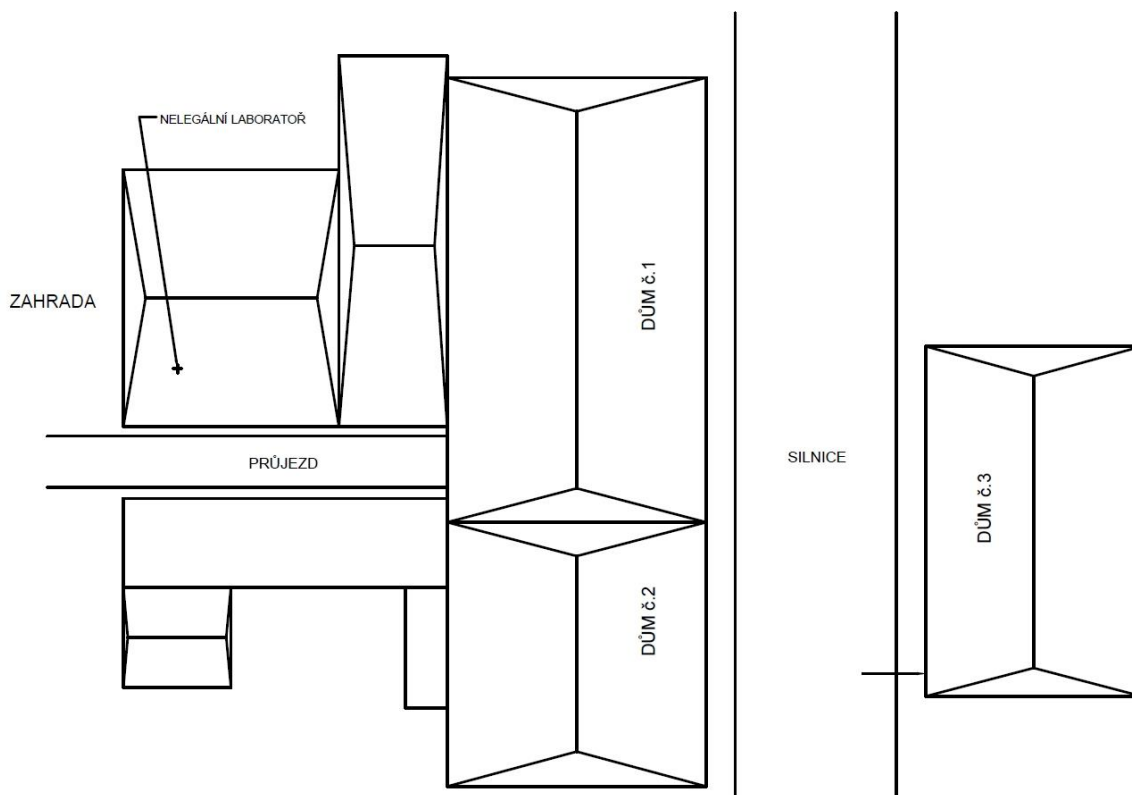 NELEGÁLNÍ LABORATOŘ
ZAHRADA
DŮM č.1
PRŮJEZD
SILNICE
DŮM č.3
DŮM č.2